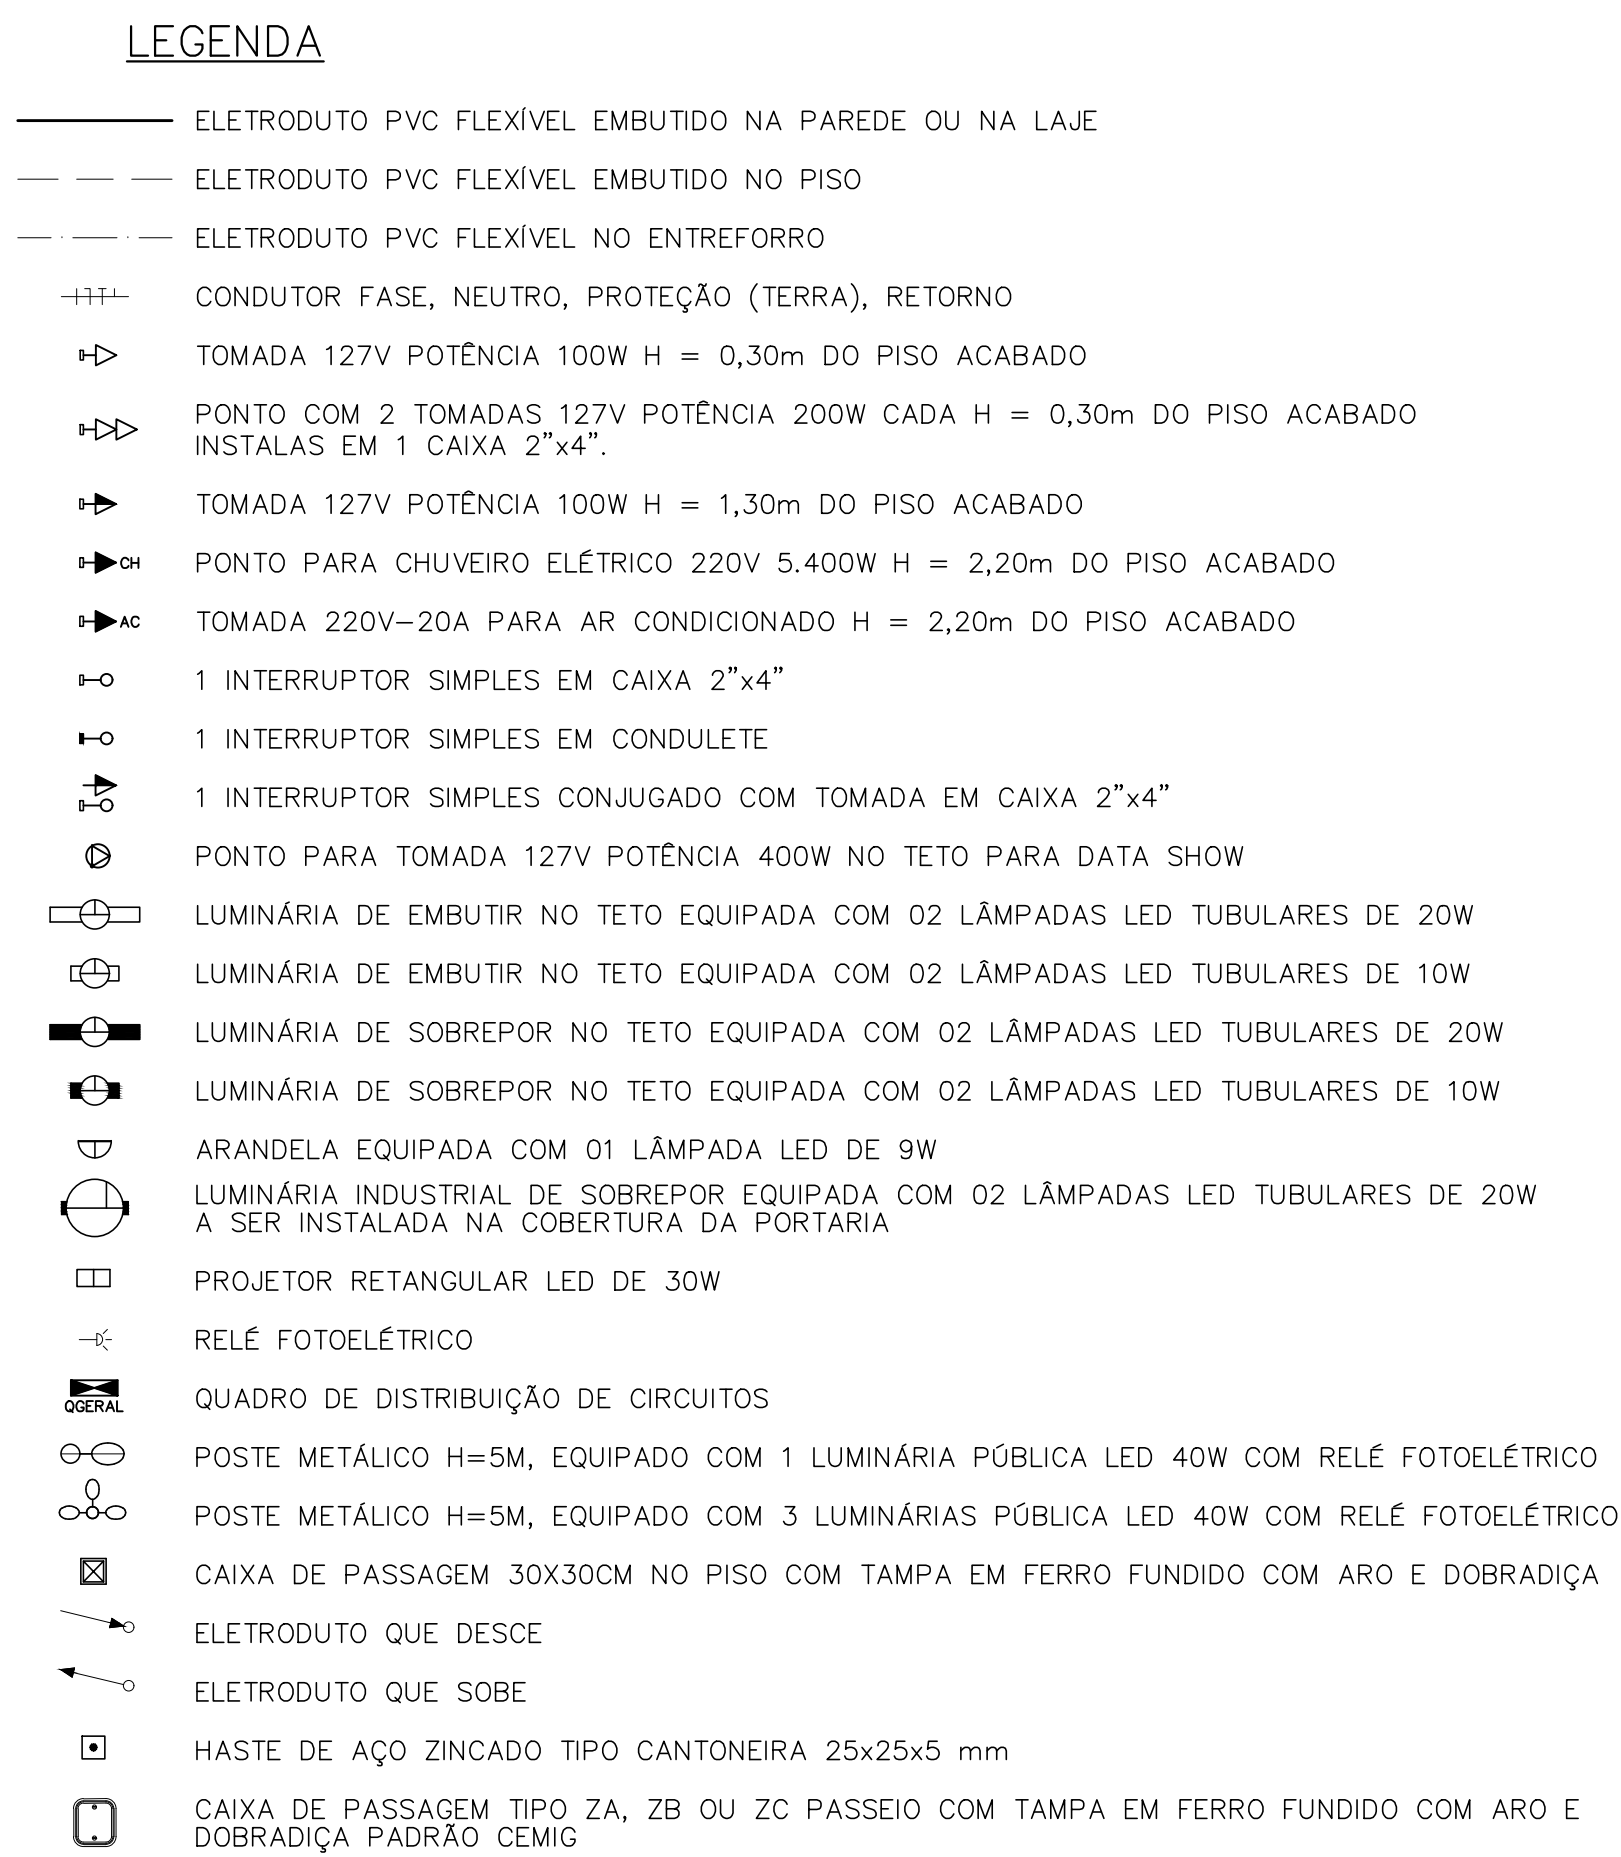 LEGENDA
ELETRODUTO PVC FLEXÍVEL EMBUTIDO NA PAREDE OU NA LAJE
ELETRODUTO PVC FLEXÍVEL EMBUTIDO NO PISO
ELETRODUTO PVC FLEXÍVEL NO ENTREFORRO
CONDUTOR FASE, NEUTRO, PROTEÇÃO (TERRA), RETORNO
TOMADA 127V POTÊNCIA 100W H = 0,30m DO PISO ACABADO
PONTO COM 2 TOMADAS 127V POTÊNCIA 200W CADA H = 0,30m DO PISO ACABADO
INSTALAS EM 1 CAIXA 2”x4”.
TOMADA 127V POTÊNCIA 100W H = 1,30m DO PISO ACABADO
CH PONTO PARA CHUVEIRO ELÉTRICO 220V 5.400W H = 2,20m DO PISO ACABADO
AC TOMADA 220V–20A PARA AR CONDICIONADO H = 2,20m DO PISO ACABADO
1 INTERRUPTOR SIMPLES EM CAIXA 2”x4”
1 INTERRUPTOR SIMPLES EM CONDULETE
1 INTERRUPTOR SIMPLES CONJUGADO COM TOMADA EM CAIXA 2”x4”
PONTO PARA TOMADA 127V POTÊNCIA 400W NO TETO PARA DATA SHOW
LUMINÁRIA DE EMBUTIR NO TETO EQUIPADA COM 02 LÂMPADAS LED TUBULARES DE 20W
LUMINÁRIA DE EMBUTIR NO TETO EQUIPADA COM 02 LÂMPADAS LED TUBULARES DE 10W
LUMINÁRIA DE SOBREPOR NO TETO EQUIPADA COM 02 LÂMPADAS LED TUBULARES DE 20W
LUMINÁRIA DE SOBREPOR NO TETO EQUIPADA COM 02 LÂMPADAS LED TUBULARES DE 10W
ARANDELA EQUIPADA COM 01 LÂMPADA LED DE 9W
LUMINÁRIA INDUSTRIAL DE SOBREPOR EQUIPADA COM 02 LÂMPADAS LED TUBULARES DE 20W
A SER INSTALADA NA COBERTURA DA PORTARIA
PROJETOR RETANGULAR LED DE 30W
RELÉ FOTOELÉTRICO
QGERAL QUADRO DE DISTRIBUIÇÃO DE CIRCUITOS
POSTE METÁLICO H=5M, EQUIPADO COM 1 LUMINÁRIA PÚBLICA LED 40W COM RELÉ FOTOELÉTRICO
POSTE METÁLICO H=5M, EQUIPADO COM 3 LUMINÁRIAS PÚBLICA LED 40W COM RELÉ FOTOELÉTRICO
CAIXA DE PASSAGEM 30X30CM NO PISO COM TAMPA EM FERRO FUNDIDO COM ARO E DOBRADIÇA
ELETRODUTO QUE DESCE
ELETRODUTO QUE SOBE
HASTE DE AÇO ZINCADO TIPO CANTONEIRA 25x25x5 mm
CAIXA DE PASSAGEM TIPO ZA, ZB OU ZC PASSEIO COM TAMPA EM FERRO FUNDIDO COM ARO E
DOBRADIÇA PADRÃO CEMIG